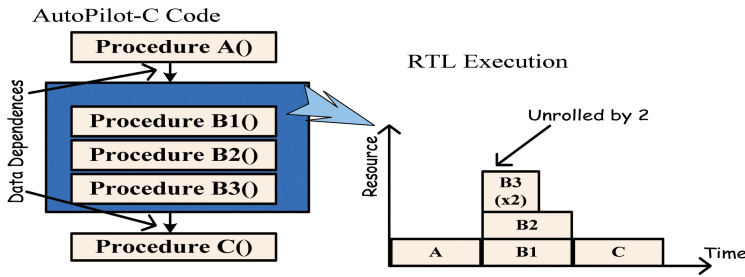 AutoPilot-C Code
Procedure A()
Data Dependences
Procedure B1()
Procedure B2()
Procedure B3()
Procedure C()
RTL Execution
Unrolled by 2
Resource
B3
(x2)
B2
A
B1
C
Time